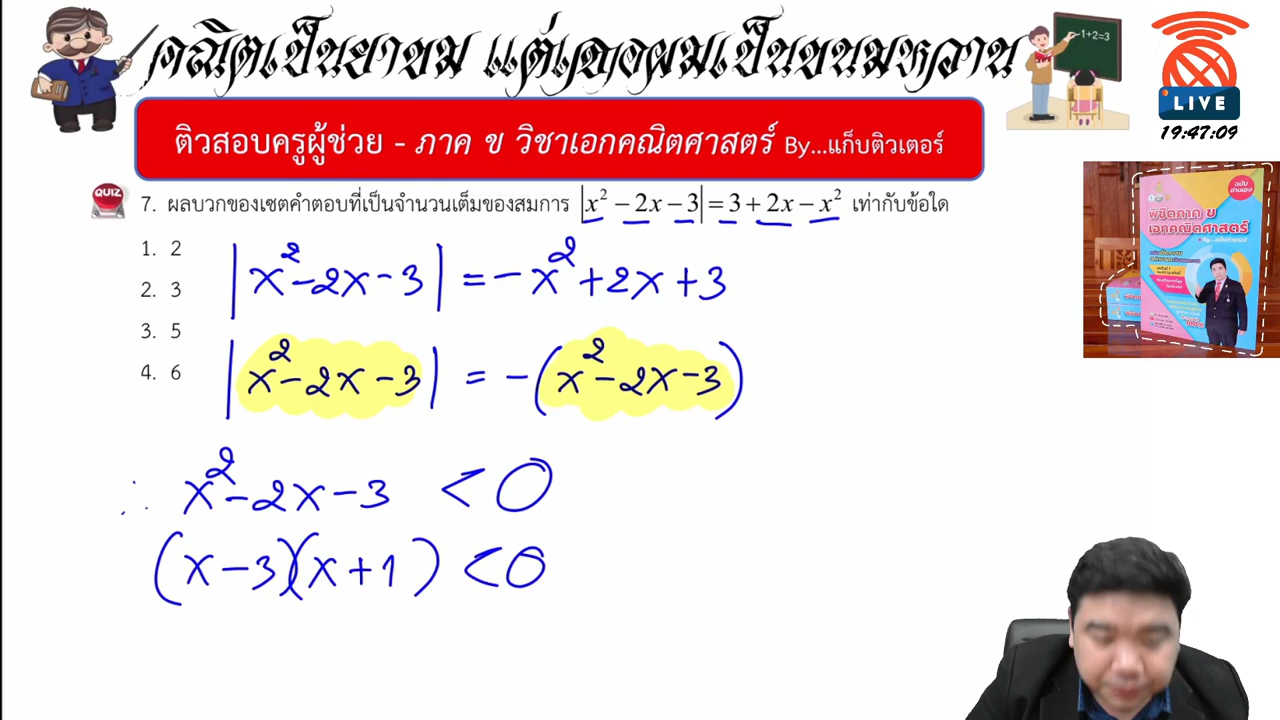 คณิตเป็นยาขม แต่เจอผมเป็นขนมหวาน
-1+2=3
LIVE
19:47:09
ติวสอบครูผู้ช่วย - ภาค ข วิชาเอกคณิตศาสตร์ By...แก็บติวเตอร์
QUIZ
7. ผลบวกของเซตคำตอบที่เป็นจำนวนเต็มของสมการ |x² − 2x − 3| = 3 + 2x − x² เท่ากับข้อใด
1. 2
2. 3
3. 5
4. 6
|x² − 2x − 3| = −x² + 2x + 3
|x² − 2x − 3| = −(x² − 2x − 3)
∴ x² − 2x − 3 < 0
(x − 3)(x + 1) < 0
พิชิตภาค ข
เอกคณิตศาสตร์